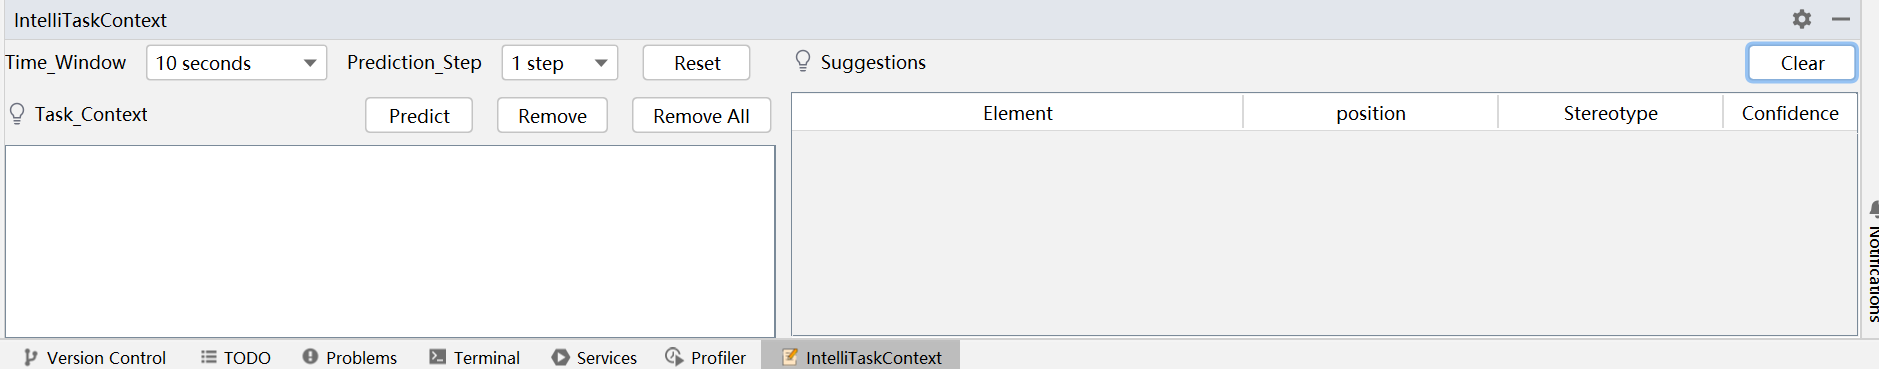 IntelliTaskContext
Time_Window 10 seconds Prediction_Step 1 step Reset
Task_Context Predict Remove Remove All
Suggestions Clear
Element position Stereotype Confidence
Notifications
Version Control TODO Problems Terminal Services Profiler IntelliTaskContext